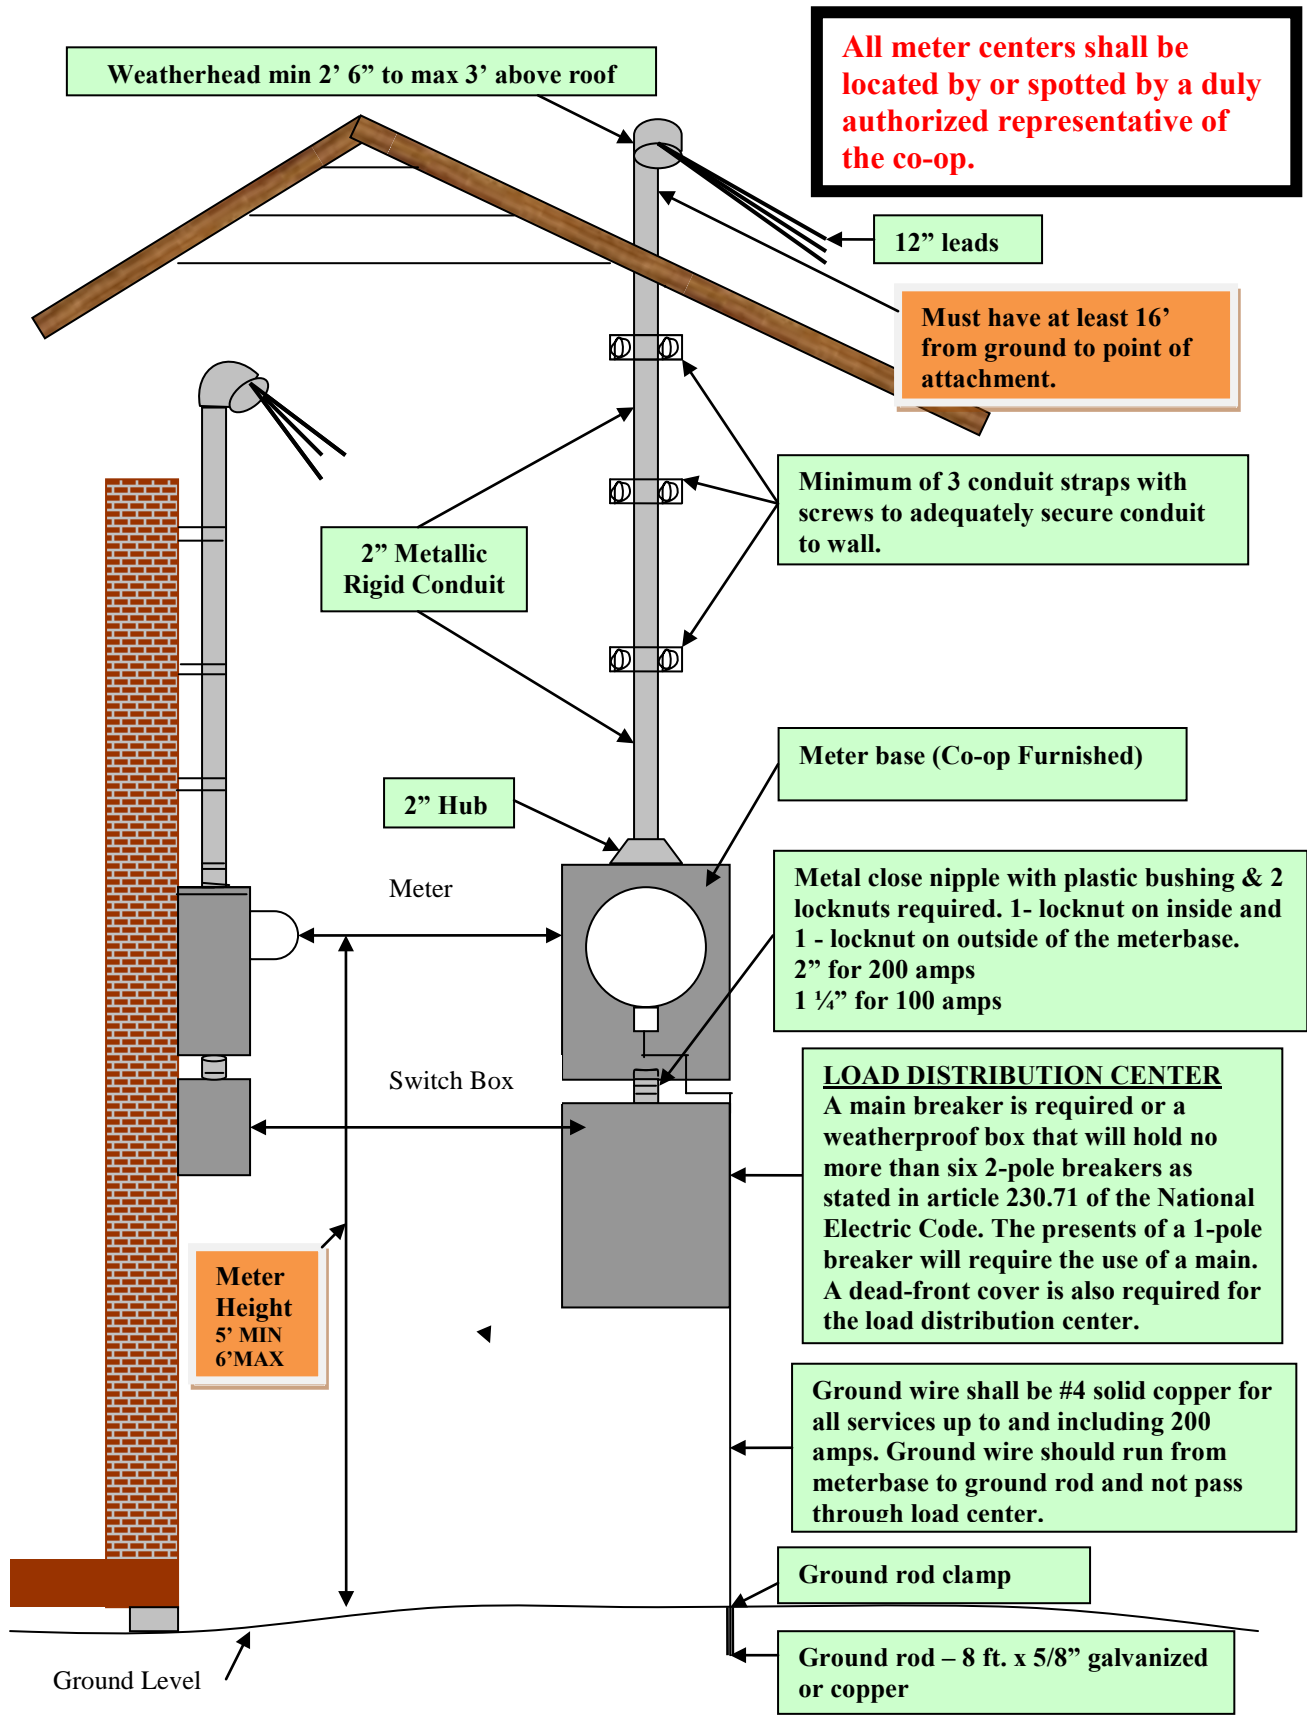 Weatherhead min 2’ 6” to max 3’ above roof
All meter centers shall be
located by or spotted by a duly
authorized representative of
the co-op.
12” leads
Must have at least 16’
from ground to point of
attachment.
Minimum of 3 conduit straps with
screws to adequately secure conduit
to wall.
2” Metallic
Rigid Conduit
Meter base (Co-op Furnished)
2” Hub
Meter
Metal close nipple with plastic bushing & 2
locknuts required. 1- locknut on inside and
1 - locknut on outside of the meterbase.
2” for 200 amps
1 ¼” for 100 amps
Switch Box
LOAD DISTRIBUTION CENTER
A main breaker is required or a
weatherproof box that will hold no
more than six 2-pole breakers as
stated in article 230.71 of the National
Electric Code. The presents of a 1-pole
breaker will require the use of a main.
A dead-front cover is also required for
the load distribution center.
Meter
Height
5’ MIN
6’MAX
Ground wire shall be #4 solid copper for
all services up to and including 200
amps. Ground wire should run from
meterbase to ground rod and not pass
through load center.
Ground rod clamp
Ground rod – 8 ft. x 5/8” galvanized
or copper
Ground Level